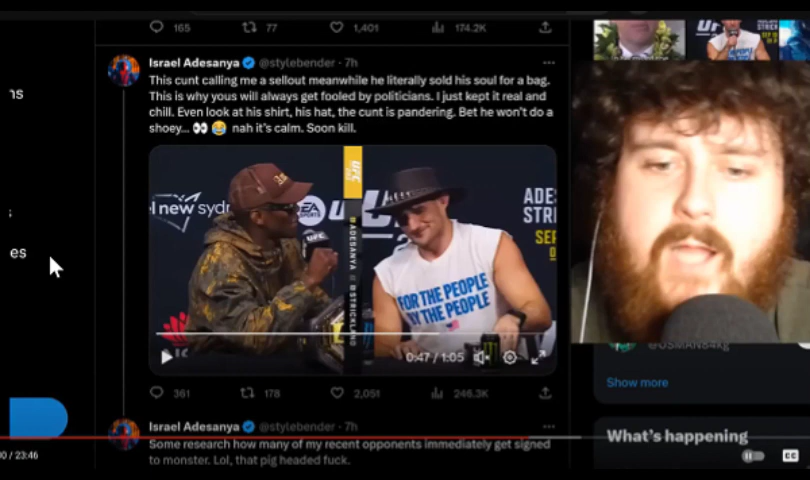 165 77 1,401 174.2K
Israel Adesanya @stylebender · 7h
This cunt calling me a sellout meanwhile he literally sold his soul for a bag.
This is why yous will always get fooled by politicians. I just kept it real and
chill. Even look at his shirt, his hat, the cunt is pandering. Bet he won't do a
shoey... 👀 😂 nah it's calm. Soon kill.
UFC
new sydn
EA
SPORTS
ADES
STRI
SEP
UFC
@ADESANYA
@STRICKLAND
FOR THE PEOPLE
BY THE PEOPLE
0:47 / 1:05
361 178 2,051 246.3K
Israel Adesanya @stylebender · 7h
Some research how many of my recent opponents immediately get signed
to monster. Lol, that pig headed fuck.
ns
es
/ 23:46
@USMAN84kg
Show more
What's happening
CC